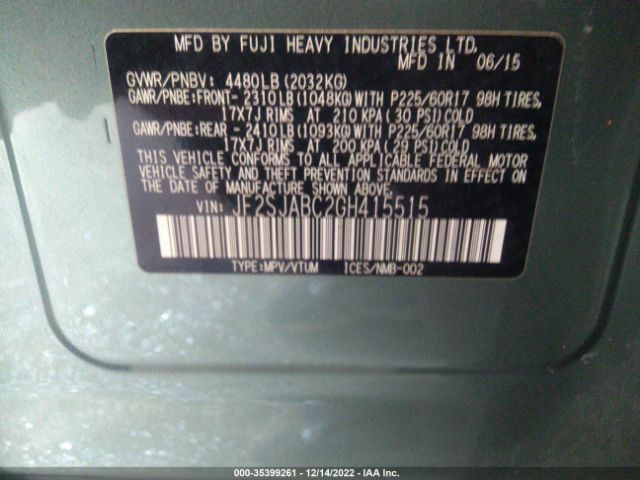 MFD BY FUJI HEAVY INDUSTRIES LTD.
MFD IN 06/15
GVWR/PNBV: 4480LB(2032KG)
GAWR/PNBE:FRONT- 2310LB(1048KG)WITH P225/60R17 98H TIRES,
17X7J RIMS AT 210 KPA( 30 PSI)COLD
GAWR/PNBE:REAR - 2410LB(1093KG)WITH P225/60R17 98H TIRES,
17X7J RIMS AT 200 KPA( 29 PSI)COLD
THIS VEHICLE CONFORMS TO ALL APPLICABLE FEDERAL MOTOR
VEHICLE SAFETY AND THEFT PREVENTION STANDARDS IN EFFECT ON
THE DATE OF MANUFACTURE SHOWN ABOVE.
VIN: JF2SJABC2GH415515
TYPE:MPV/VTUM ICES/NMB-002
000-35399261 - 12/14/2022 - IAA Inc.